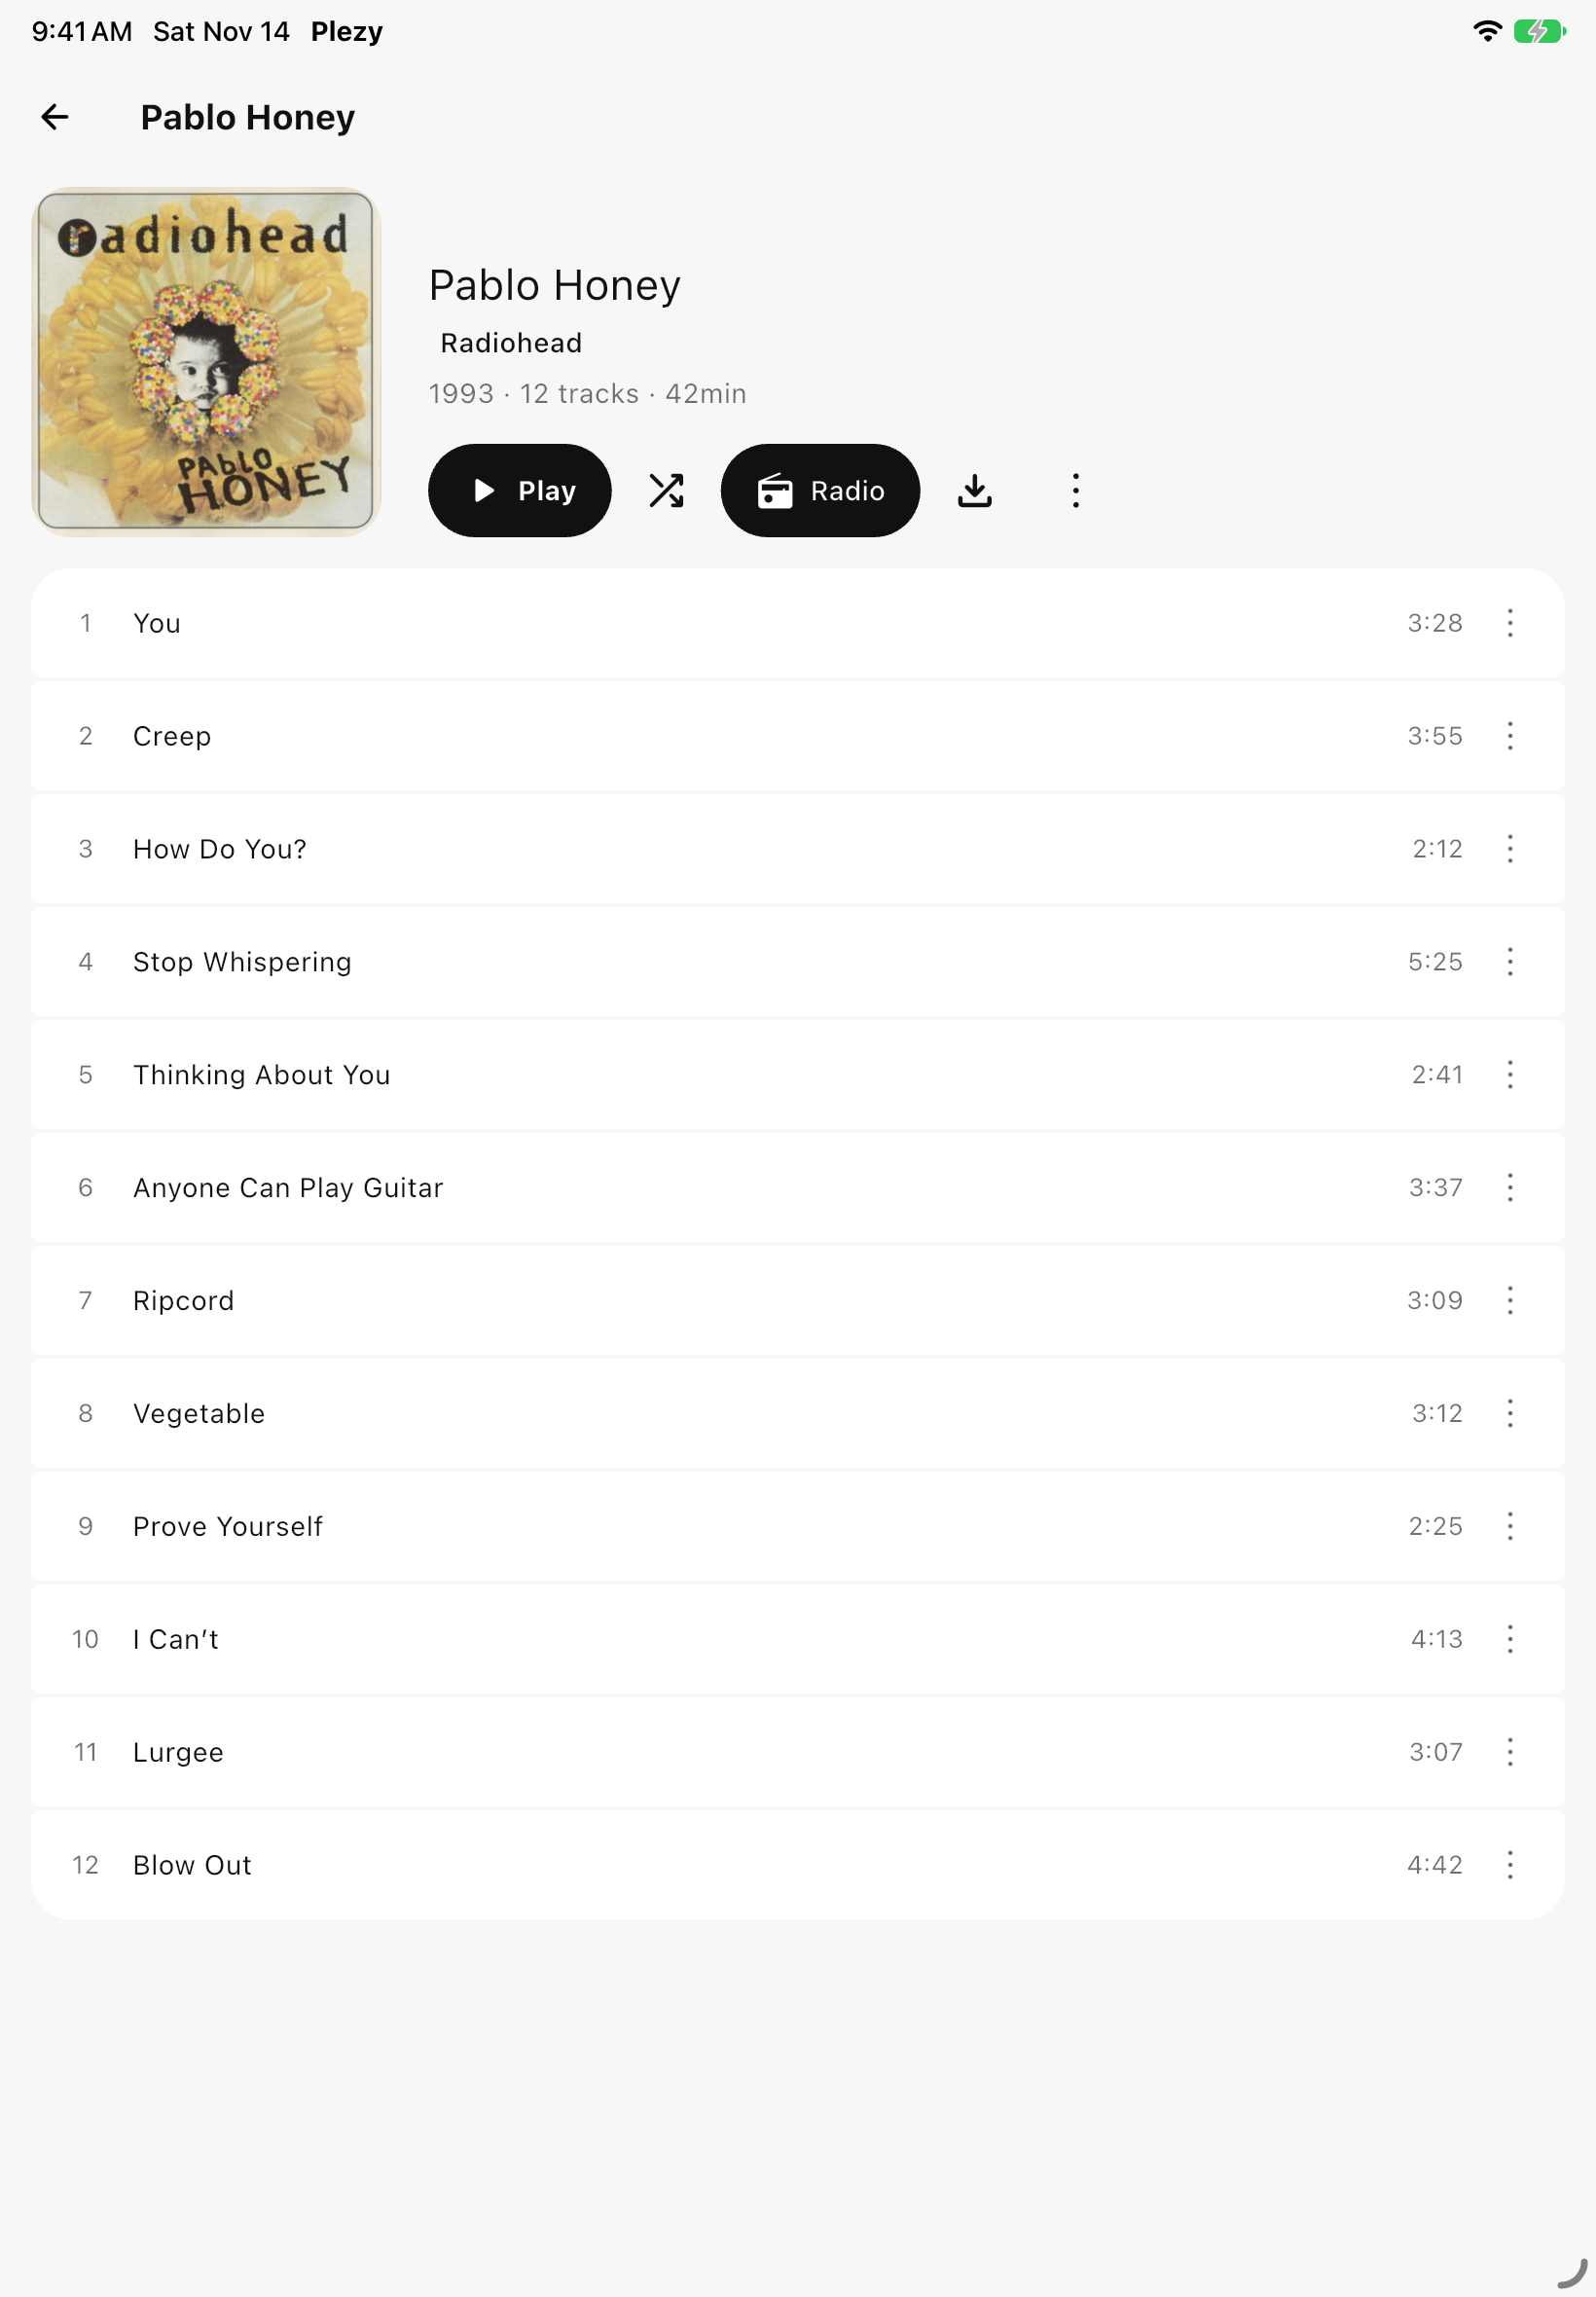 9:41 AM Sat Nov 14 Plezy
Pablo Honey
radiohead
PABLO
HONEY
Pablo Honey
Radiohead
1993 · 12 tracks · 42min
Play
Radio
1 You 3:28
2 Creep 3:55
3 How Do You? 2:12
4 Stop Whispering 5:25
5 Thinking About You 2:41
6 Anyone Can Play Guitar 3:37
7 Ripcord 3:09
8 Vegetable 3:12
9 Prove Yourself 2:25
10 I Can’t 4:13
11 Lurgee 3:07
12 Blow Out 4:42